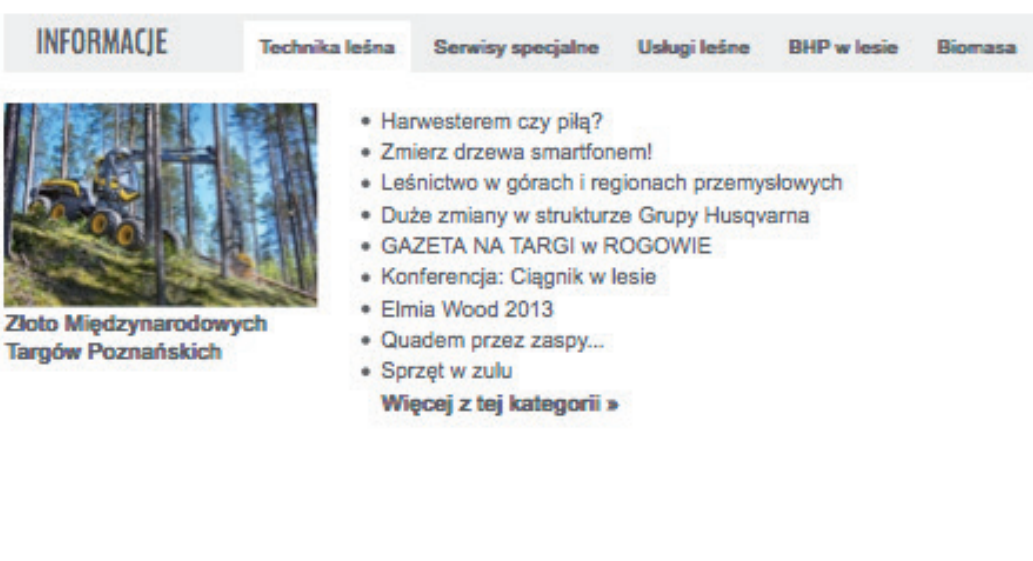 INFORMACJE
Technika leśna Serwisy specjalne Usługi leśne BHP w lesie Biomasa
Złoto Międzynarodowych
Targów Poznańskich
Harwesterem czy piłą?
Zmierz drzewa smartfonem!
Leśnictwo w górach i regionach przemysłowych
Duże zmiany w strukturze Grupy Husqvarna
GAZETA NA TARGI w ROGOWIE
Konferencja: Ciągnik w lesie
Elmia Wood 2013
Quadem przez zaspy...
Sprzęt w zulu
Więcej z tej kategorii »